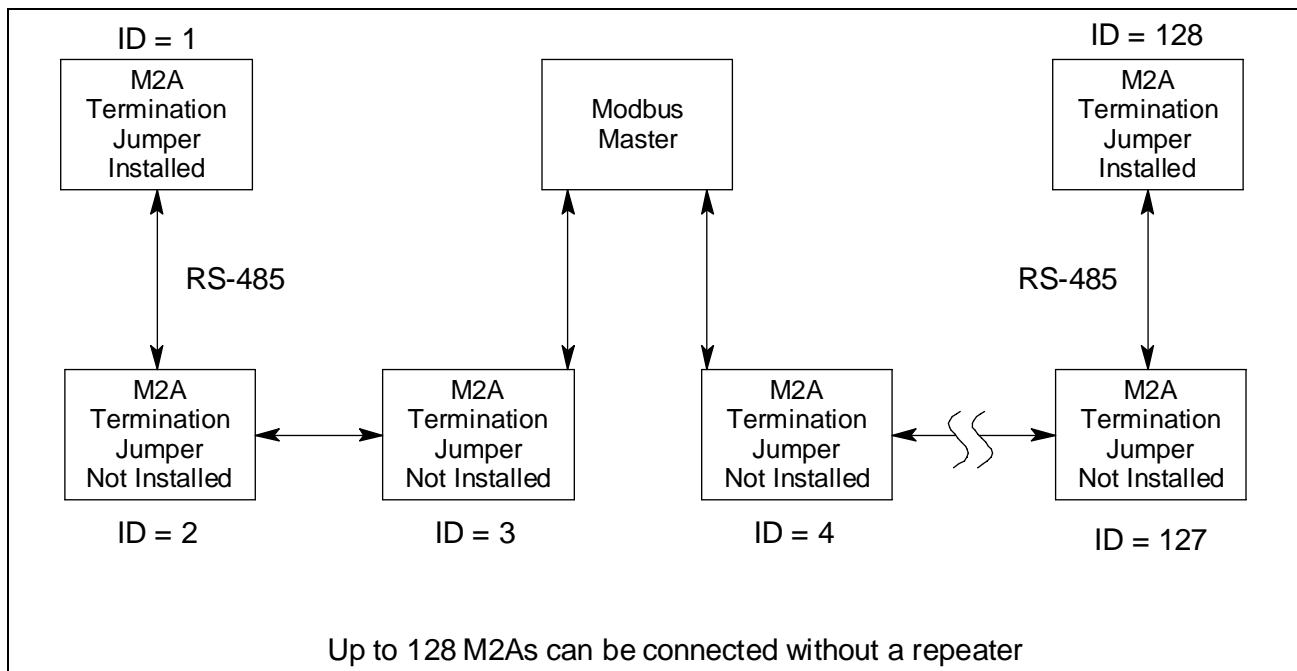 ID = 1
M2A
Termination
Jumper
Installed
Modbus
Master
ID = 128
M2A
Termination
Jumper
Installed
RS-485
RS-485
M2A
Termination
Jumper
Not Installed
ID = 2
M2A
Termination
Jumper
Not Installed
ID = 3
M2A
Termination
Jumper
Not Installed
ID = 4
M2A
Termination
Jumper
Not Installed
ID = 127
Up to 128 M2As can be connected without a repeater